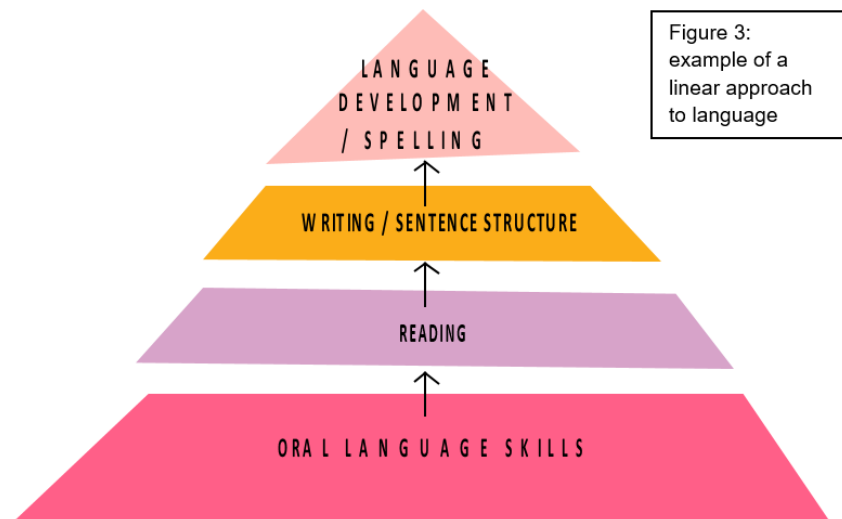 LANGUAGE
DEVELOPMENT
/ SPELLING
WRITING / SENTENCE STRUCTURE
READING
ORAL LANGUAGE SKILLS
Figure 3:
example of a
linear approach
to language